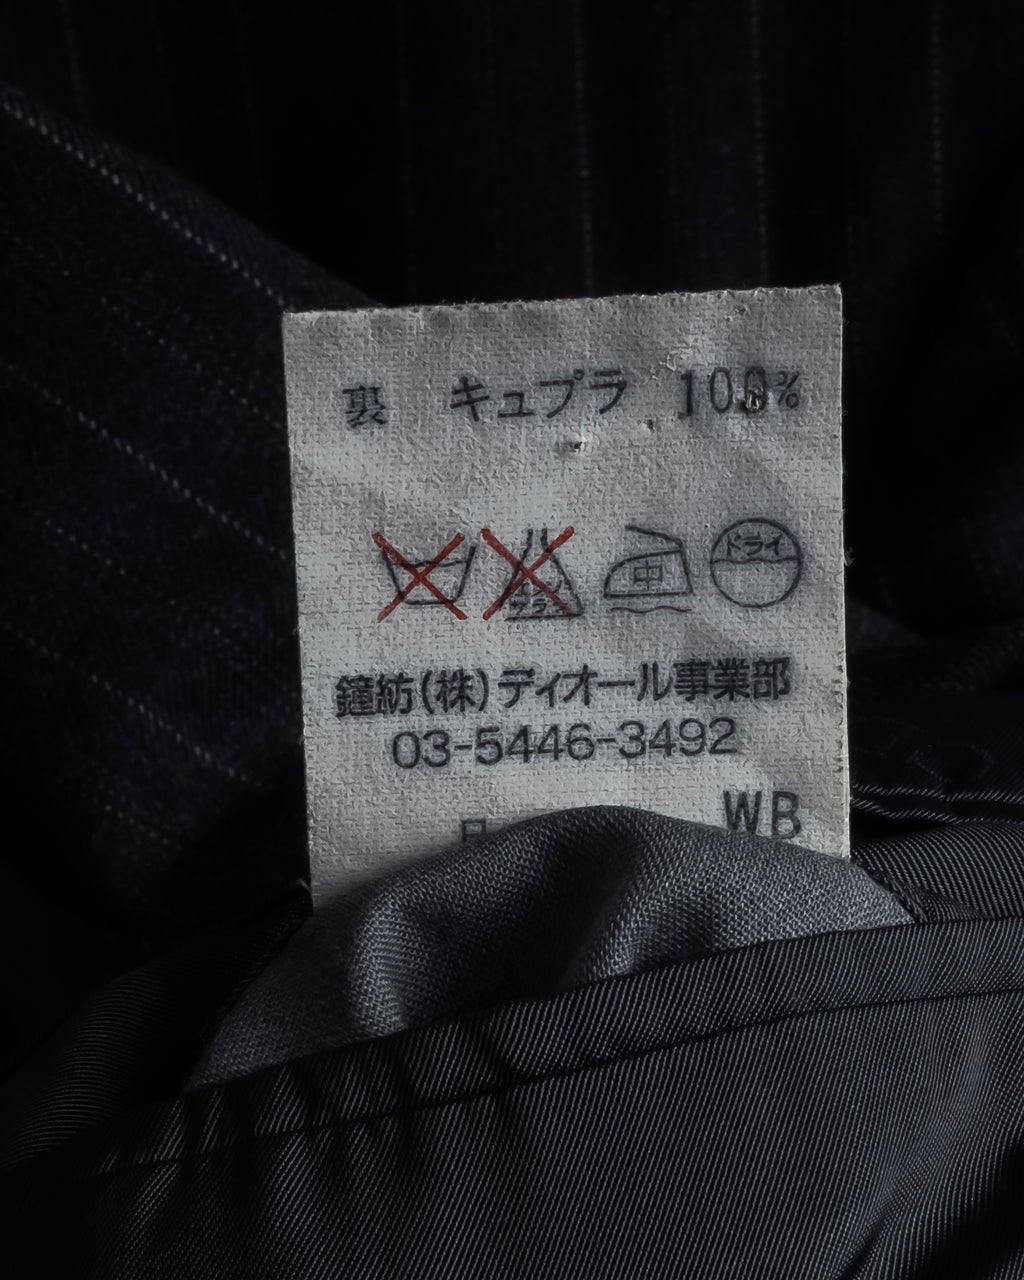 裏 キュプラ 100%
中 ドライ
鐘紡(株)ディオール事業部
03-5446-3492
WB